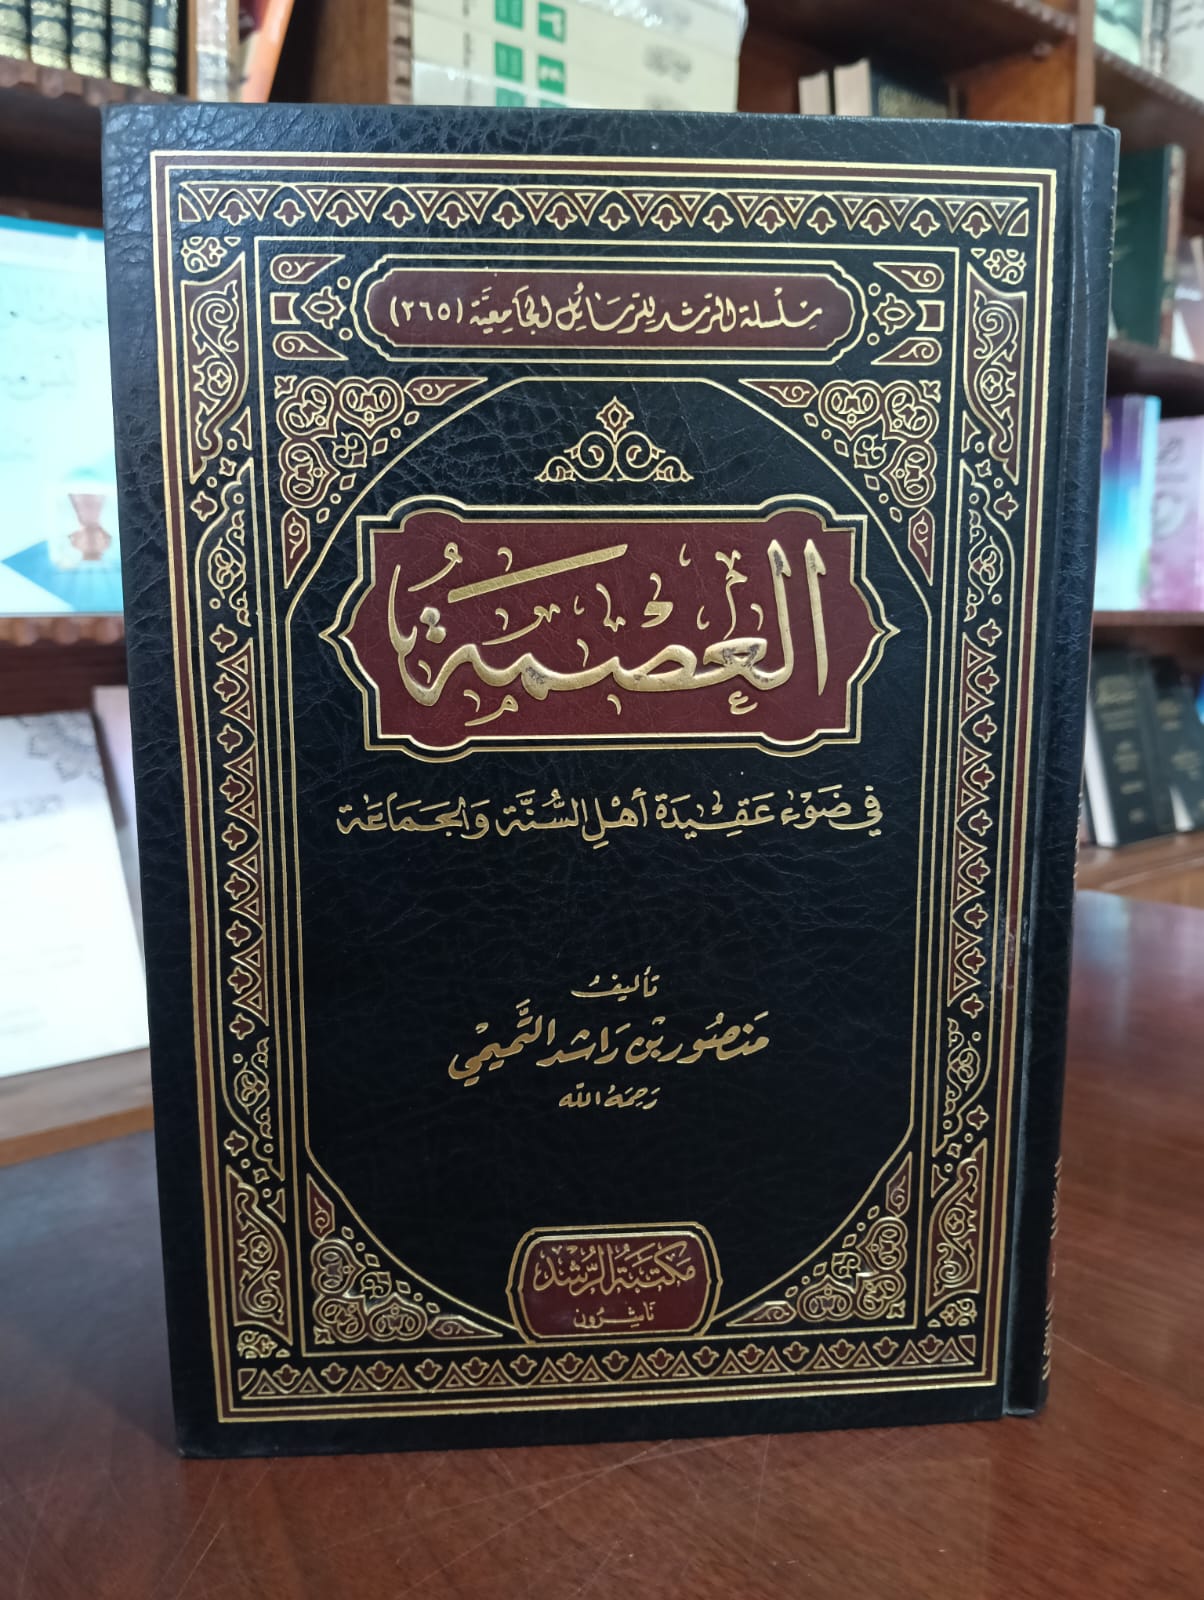 سلسلة الرشد للرسائل الجامعية (٣٦٥)
العصمة
في ضوء عقيدة أهل السنة والجماعة
تأليف
منصور بن راشد التميمي
رحمه الله
مكتبة الرشد
ناشرون